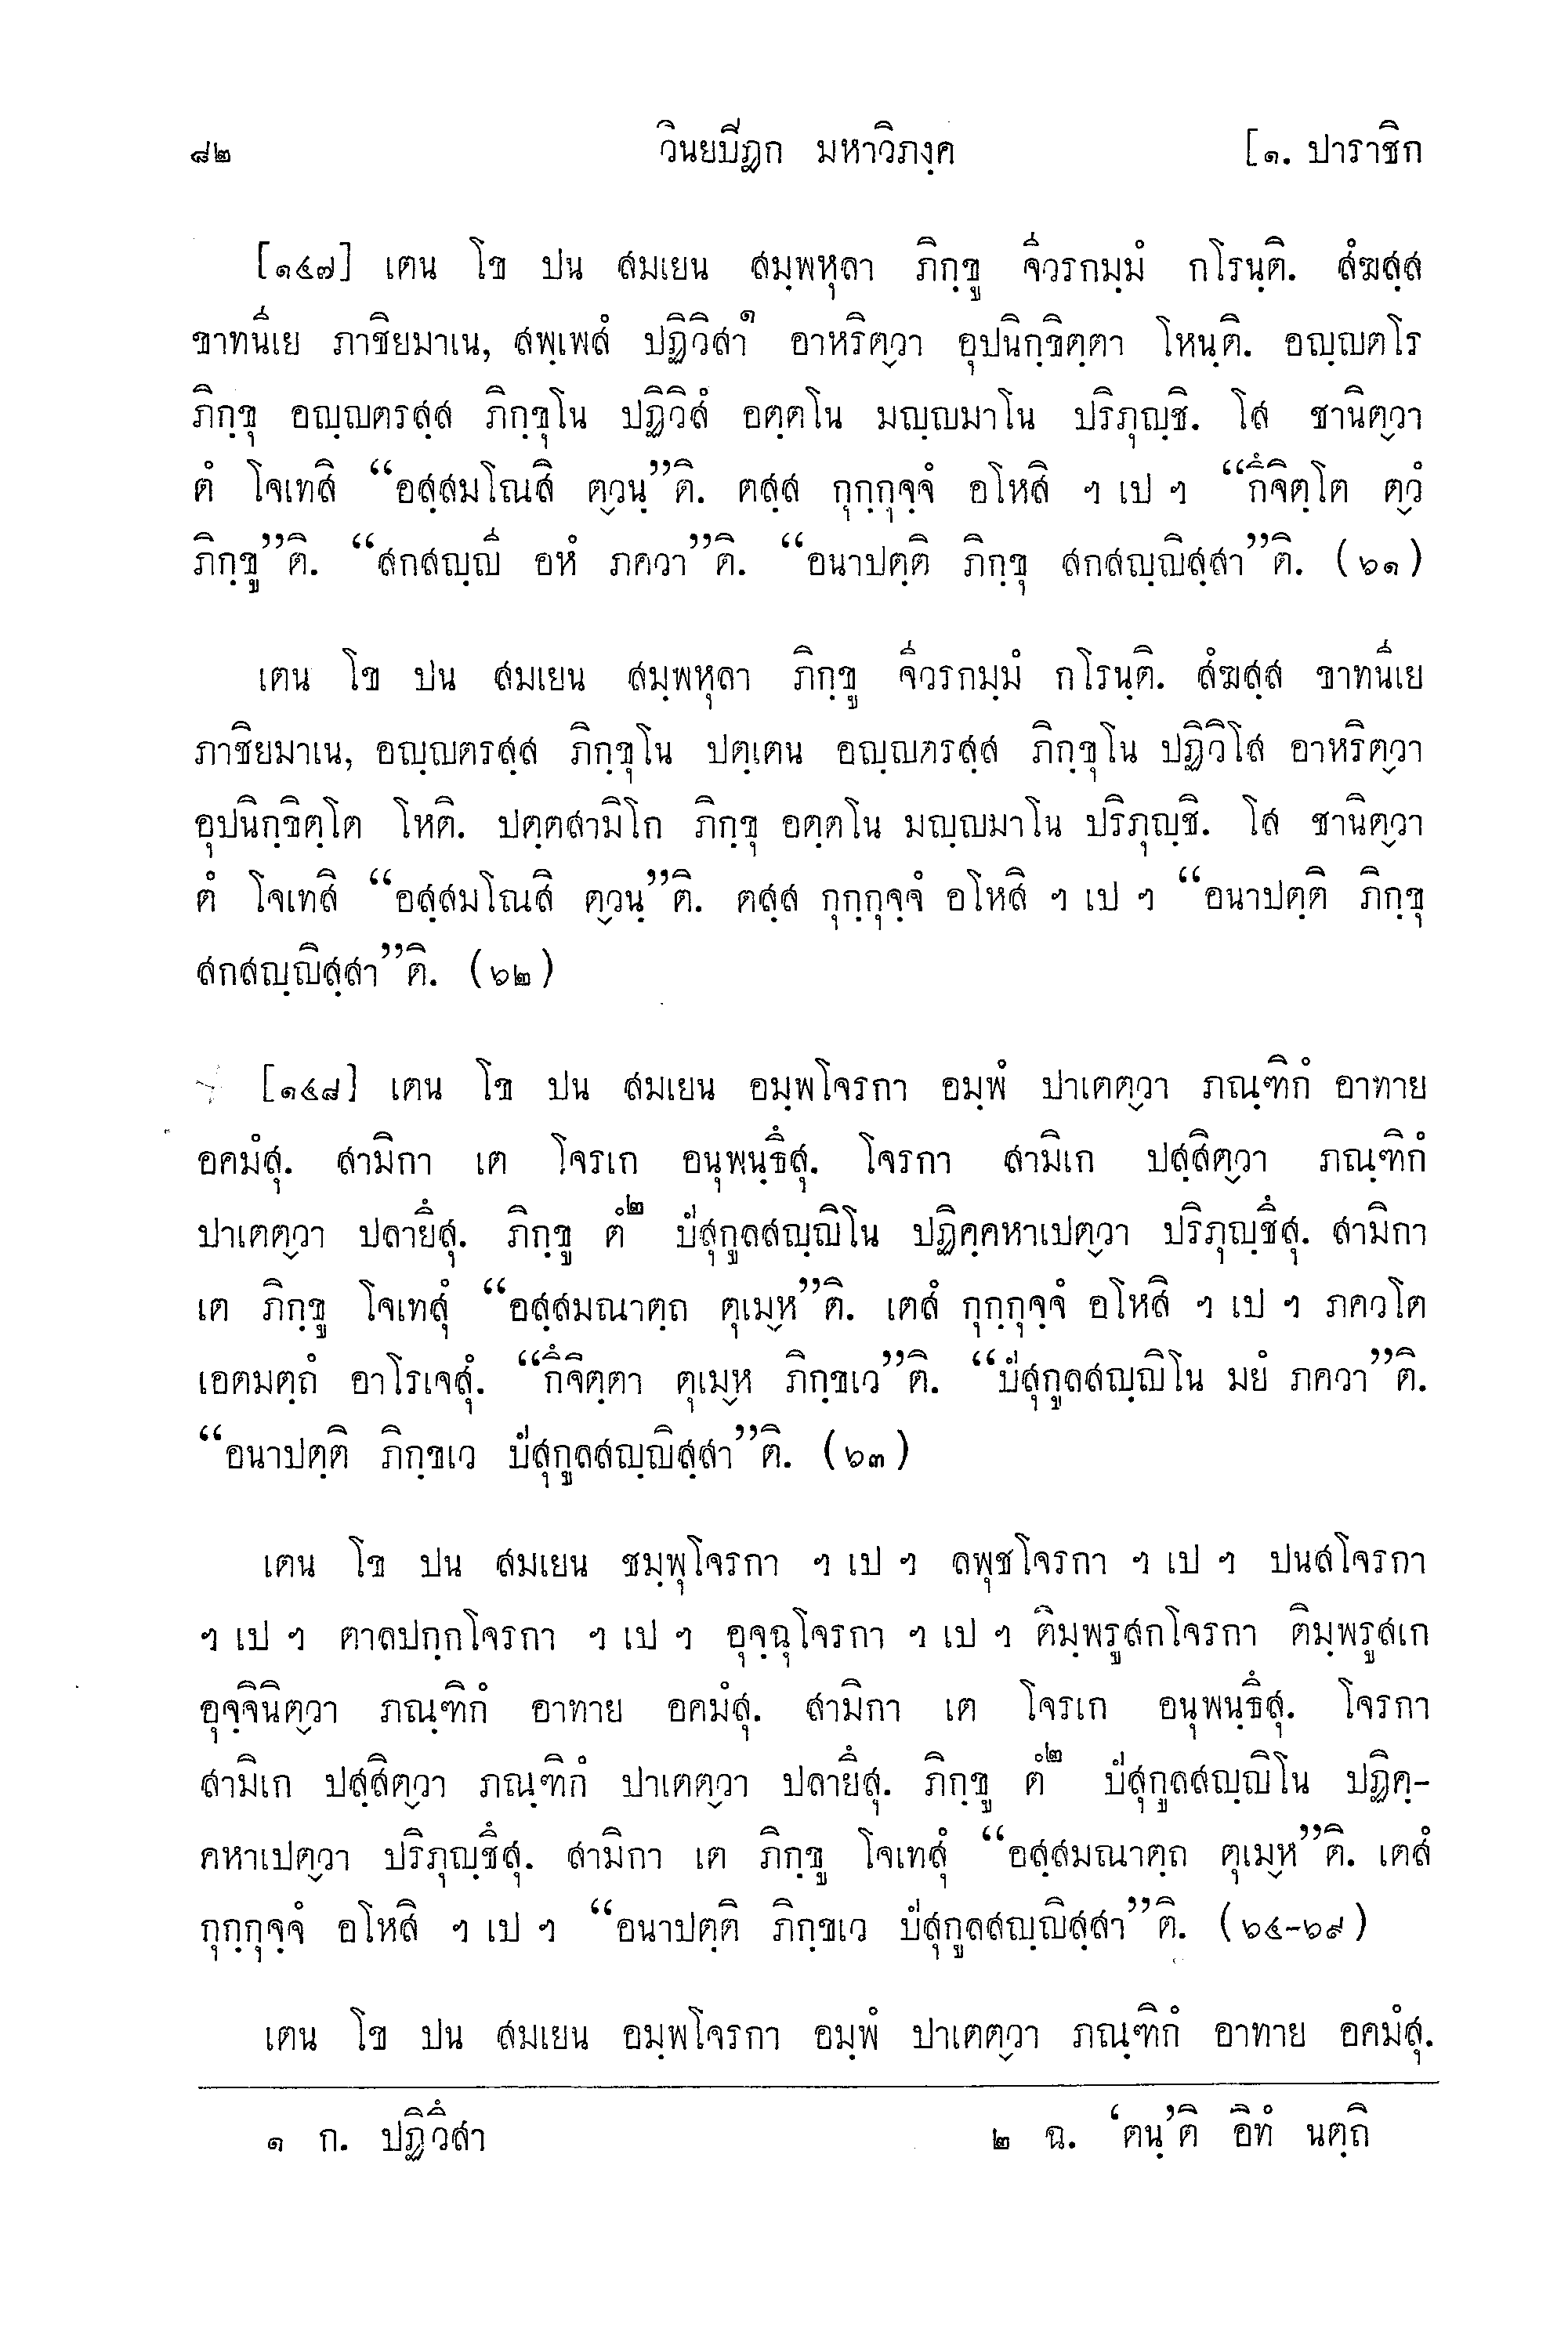 ๘๒ วินยปีฏก มหาวิภงฺค [๑. ปาราชิก
[๑๔๗] เตน โข ปน สมเยน สมฺพหุลา ภิกฺขู จีวรกมฺมํ กโรนฺติ. สํฆสฺส
ขาทนีเย ภาชิยมาเน, สพฺเพสํ ปฏิวิสา๑ อาหริตฺวา อุปนิกฺขิตฺตา โหนฺติ. อญฺญตโร
ภิกฺขุ อญฺญตรสฺส ภิกฺขุโน ปฏิวิสํ อตฺตโน มญฺญมาโน ปริภุญฺชิ. โส ชานิตฺวา
ตํ โจเทสิ “อสฺสมโณสิ ตฺวนฺ”ติ. ตสฺส กุกฺกุจฺจํ อโหสิ ฯ เป ฯ “กึจิตฺโต ตฺวํ
ภิกฺขู”ติ. “สกสญฺญี อหํ ภควา”ติ. “อนาปตฺติ ภิกฺขุ สกสญฺญิสฺสา”ติ. (๖๑)
เตน โข ปน สมเยน สมฺพหุลา ภิกฺขู จีวรกมฺมํ กโรนฺติ. สํฆสฺส ขาทนีเย
ภาชิยมาเน, อญฺญตรสฺส ภิกฺขุโน ปตฺเตน อญฺญตรสฺส ภิกฺขุโน ปฏิวิโส อาหริตฺวา
อุปนิกฺขิตฺโต โหติ. ปตฺตสามิโก ภิกฺขุ อตฺตโน มญฺญมาโน ปริภุญฺชิ. โส ชานิตฺวา
ตํ โจเทสิ “อสฺสมโณสิ ตฺวนฺ”ติ. ตสฺส กุกฺกุจฺจํ อโหสิ ฯ เป ฯ “อนาปตฺติ ภิกฺขุ
สกสญฺญิสฺสา”ติ. (๖๒)
[๑๔๘] เตน โข ปน สมเยน อมฺพโจรกา อมฺพํ ปาเตตฺวา ภณฺฑิกํ อาทาย
อคมํสุ. สามิกา เต โจรเก อนุพนฺธึสุ. โจรกา สามิเก ปสฺสิตฺวา ภณฺฑิกํ
ปาเตตฺวา ปลายึสุ. ภิกฺขู ตํ๒ ปํสุกูลสญฺญิโน ปฏิคฺคหาเปตฺวา ปริภุญฺชึสุ. สามิกา
เต ภิกฺขู โจเทสุํ “อสฺสมณาตฺถ ตุเมฺห”ติ. เตสํ กุกฺกุจฺจํ อโหสิ ฯ เป ฯ ภควโต
เอตมตฺถํ อาโรเจสุํ. “กึจิตฺตา ตุเมฺห ภิกฺขเว”ติ. “ปํสุกูลสญฺญิโน มยํ ภควา”ติ.
“อนาปตฺติ ภิกฺขเว ปํสุกูลสญฺญิสฺสา”ติ. (๖๓)
เตน โข ปน สมเยน ชมฺพุโจรกา ฯ เป ฯ ลพุชโจรกา ฯ เป ฯ ปนสโจรกา
ฯ เป ฯ ตาลปกฺกโจรกา ฯ เป ฯ อุจฺฉุโจรกา ฯ เป ฯ ติมฺพรูสกโจรกา ติมฺพรูสเก
อุจฺจินิตฺวา ภณฺฑิกํ อาทาย อคมํสุ. สามิกา เต โจรเก อนุพนฺธึสุ. โจรกา
สามิเก ปสฺสิตฺวา ภณฺฑิกํ ปาเตตฺวา ปลายึสุ. ภิกฺขู ตํ๒ ปํสุกูลสญฺญิโน ปฏิคฺ-
คหาเปตฺวา ปริภุญฺชึสุ. สามิกา เต ภิกฺขู โจเทสุํ “อสฺสมณาตฺถ ตุเมฺห”ติ. เตสํ
กุกฺกุจฺจํ อโหสิ ฯ เป ฯ “อนาปตฺติ ภิกฺขเว ปํสุกูลสญฺญิสฺสา”ติ. (๖๔-๖๙)
เตน โข ปน สมเยน อมฺพโจรกา อมฺพํ ปาเตตฺวา ภณฺฑิกํ อาทาย อคมํสุ.
๑ ก. ปฏิวึสา ๒ ฉ. ‘ตนฺ’ติ อิทํ นตฺถิ